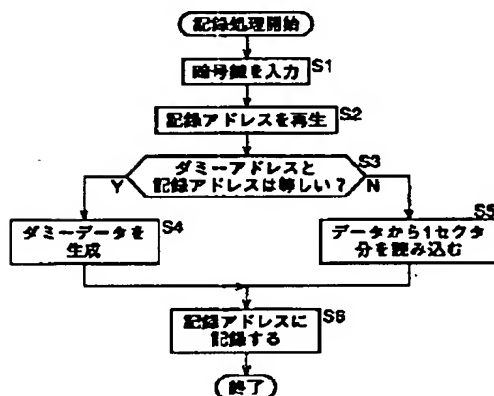 記録処理開始
暗号鍵を入力 S1
記録アドレスを再生 S2
ダミーアドレスと S3
記録アドレスは等しい？
Y N
ダミーデータを S4
生成
データから1セクタ S5
分を読み込む
記録アドレスに S6
記録する
終了